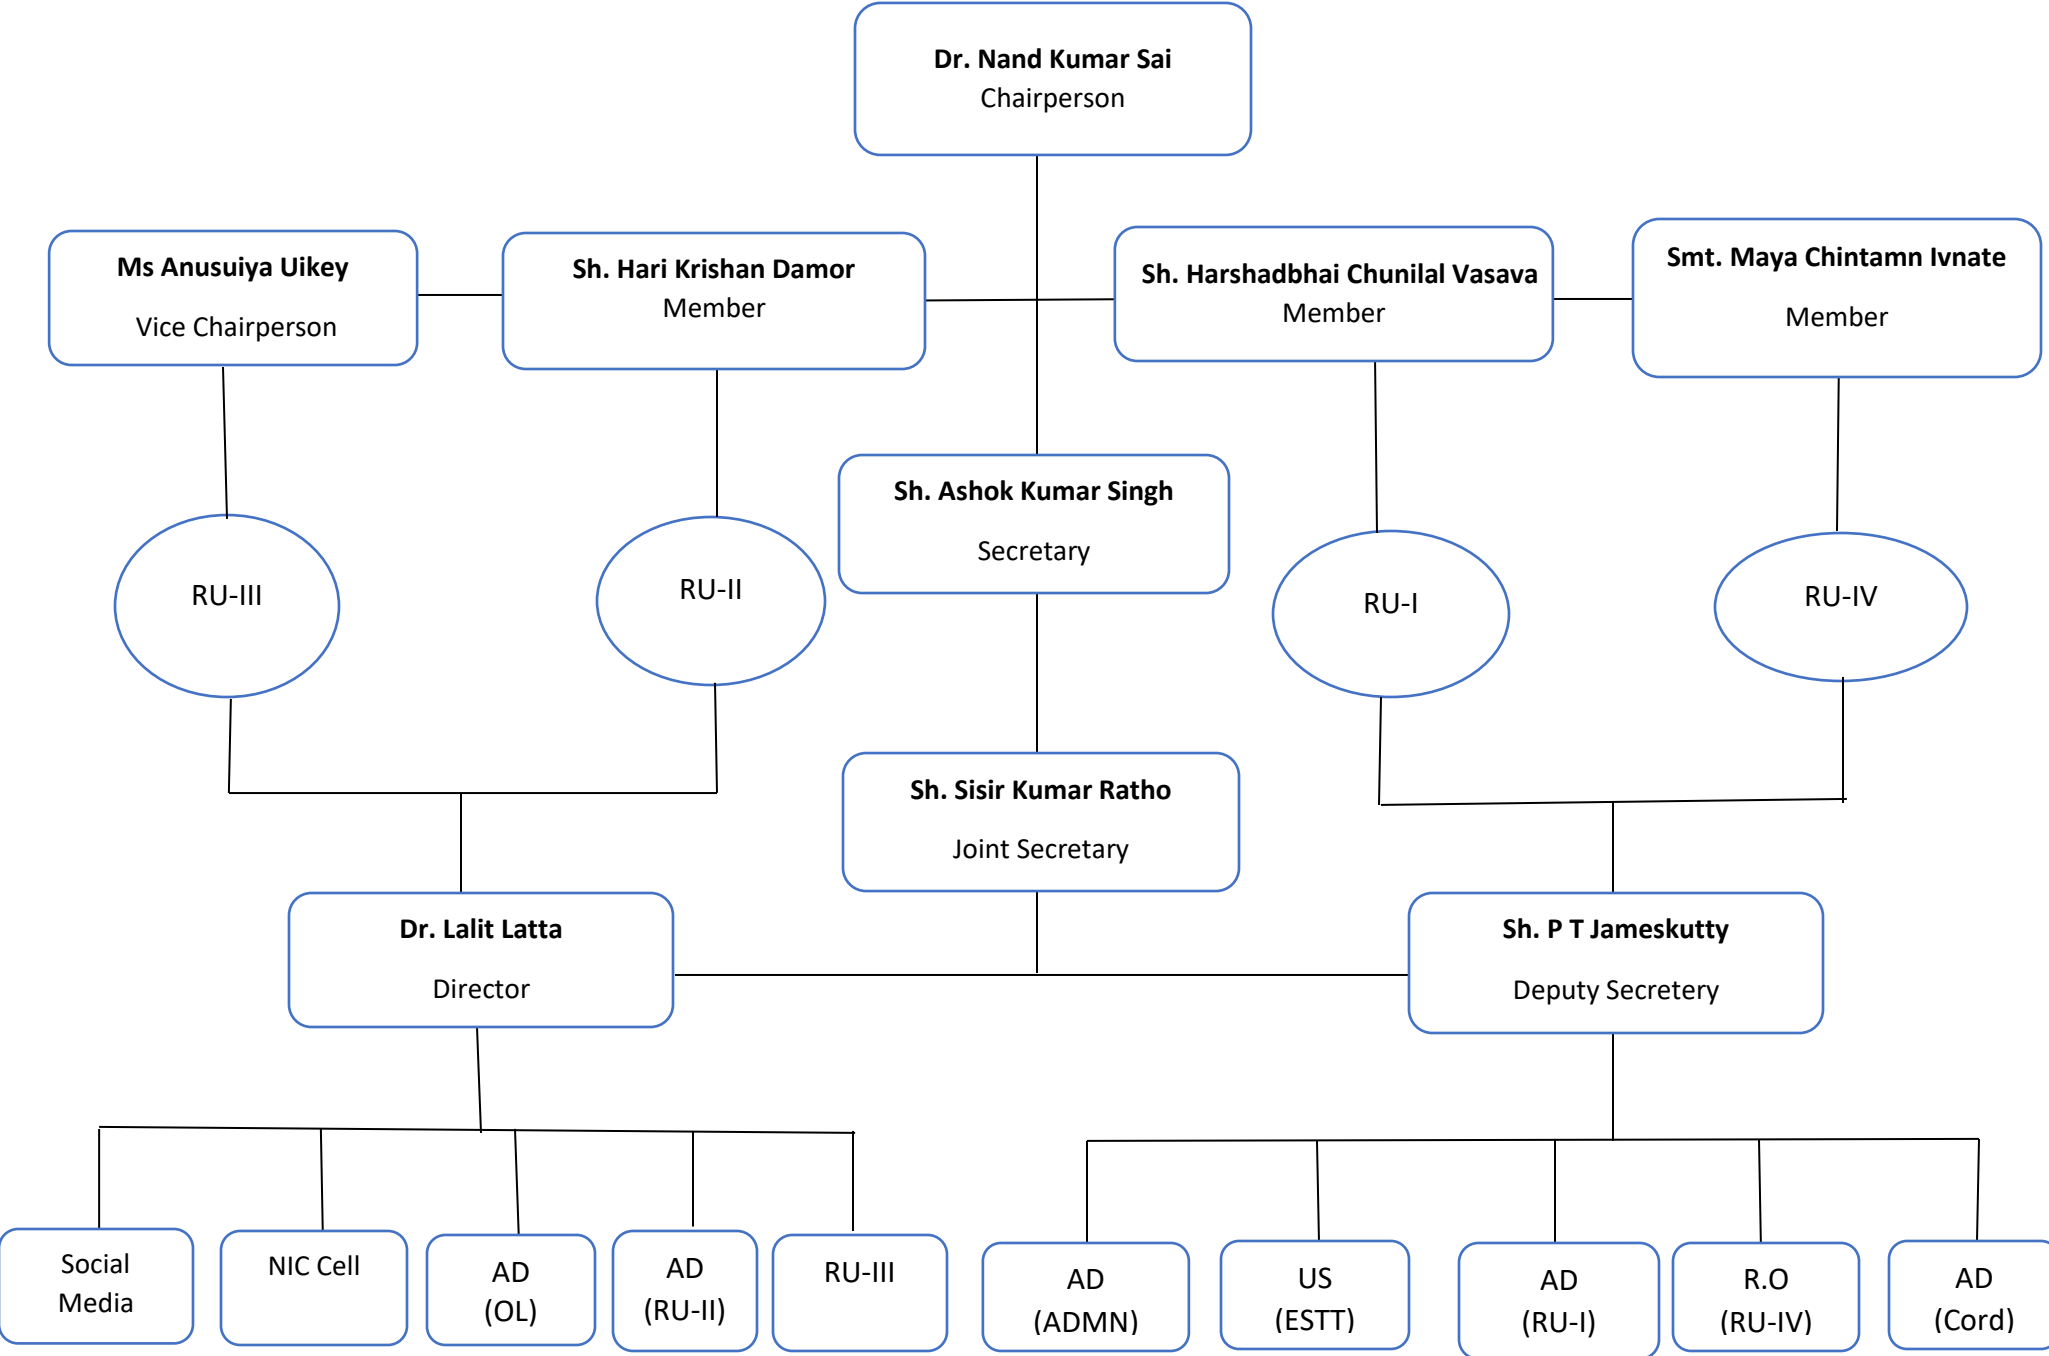 Dr. Nand Kumar Sai
Chairperson
Ms Anusuiya Uikey
Vice Chairperson
Sh. Hari Krishan Damor
Member
Sh. Harshadbhai Chunilal Vasava
Member
Smt. Maya Chintamn Ivnate
Member
Sh. Ashok Kumar Singh
Secretary
RU-III
RU-II
RU-I
RU-IV
Sh. Sisir Kumar Ratho
Joint Secretary
Dr. Lalit Latta
Director
Sh. P T Jameskutty
Deputy Secretery
Social
Media
NIC Cell
AD
(OL)
AD
(RU-II)
RU-III
AD
(ADMN)
US
(ESTT)
AD
(RU-I)
R.O
(RU-IV)
AD
(Cord)